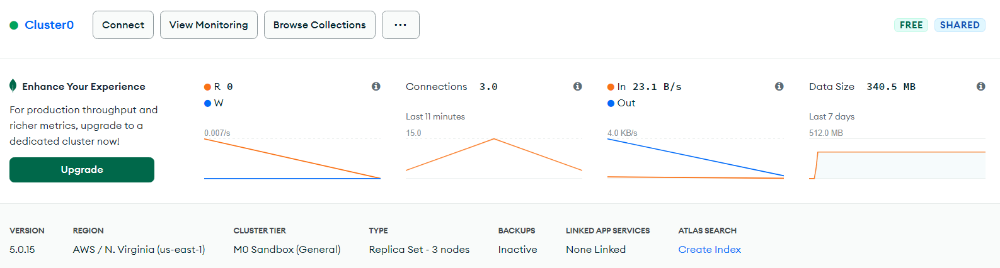 Cluster0
Connect
View Monitoring
Browse Collections
...
FREE
SHARED
Enhance Your Experience
For production throughput and
richer metrics, upgrade to a
dedicated cluster now!
Upgrade
R 0
W
0.007/s
Connections 3.0
Last 11 minutes
15.0
In 23.1 B/s
Out
4.0 KB/s
Data Size 340.5 MB
Last 7 days
512.0 MB
VERSION
5.0.15
REGION
AWS / N. Virginia (us-east-1)
CLUSTER TIER
M0 Sandbox (General)
TYPE
Replica Set - 3 nodes
BACKUPS
Inactive
LINKED APP SERVICES
None Linked
ATLAS SEARCH
Create Index